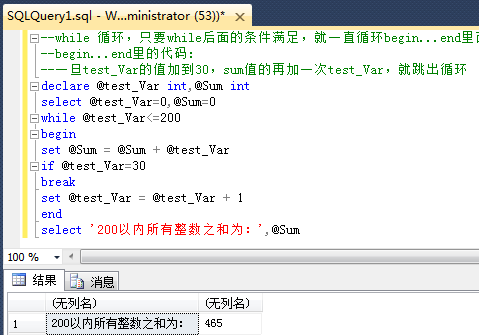 SQLQuery1.sql - W...ministrator (53))*
--while 循环，只要while后面的条件满足，就一直循环begin...end里
--begin...end里的代码：
--一旦test_Var的值加到30，sum值的再加一次test_Var，就跳出循环
declare @test_Var int,@Sum int
select @test_Var=0,@Sum=0
while @test_Var<=200
begin
set @Sum = @Sum + @test_Var
if @test_Var=30
break
set @test_Var = @test_Var + 1
end
select '200以内所有整数之和为：',@Sum
100 %
结果 消息
(无列名) (无列名)
1 200以内所有整数之和为： 465